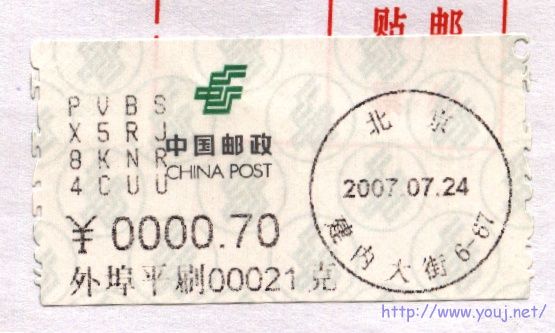 贴 邮
P V B S
X 5 R J
8 K N R
4 C U U
中国邮政
CHINA POST
¥ 0000.70
外埠平刷00021克
北京
2007.07.24
建内大街 6-67
http://www.youj.net/